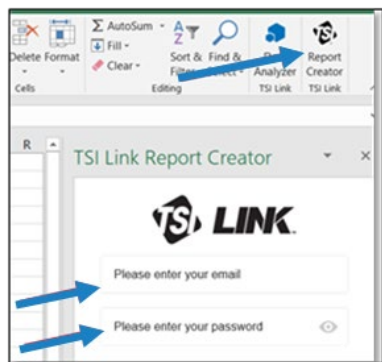 AutoSum
Fill
Clear
Delete Format
Sort & Find &
Analyzer
Report Creator
TSI Link TSI Link
Cells Editing
R
TSI Link Report Creator
TSI LINK
Please enter your email
Please enter your password